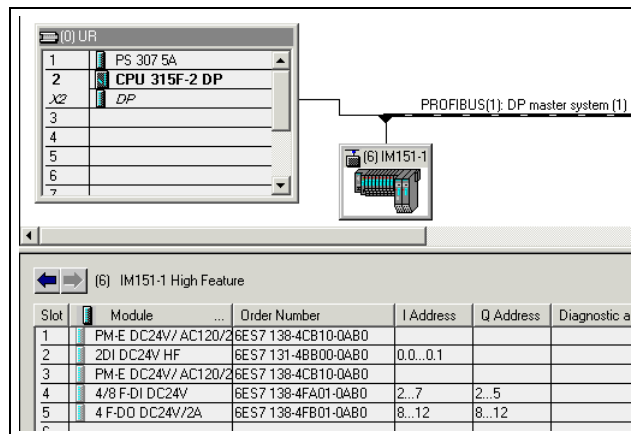 (0) UR
1 PS 307 5A
2 CPU 315F-2 DP
X2 DP
3
4
5
6
7
PROFIBUS(1): DP master system (1)
(6) IM151-1
(6) IM151-1 High Feature
Slot Module ... Order Number I Address Q Address Diagnostic a
1 PM-E DC24V/ AC120/2 6ES7 138-4CB10-0AB0
2 2DI DC24V HF 6ES7 131-4BB00-0AB0 0.0...0.1
3 PM-E DC24V/ AC120/2 6ES7 138-4CB10-0AB0
4 4/8 F-DI DC24V 6ES7 138-4FA01-0AB0 2...7 2...5
5 4 F-DO DC24V/2A 6ES7 138-4FB01-0AB0 8...12 8...12
6